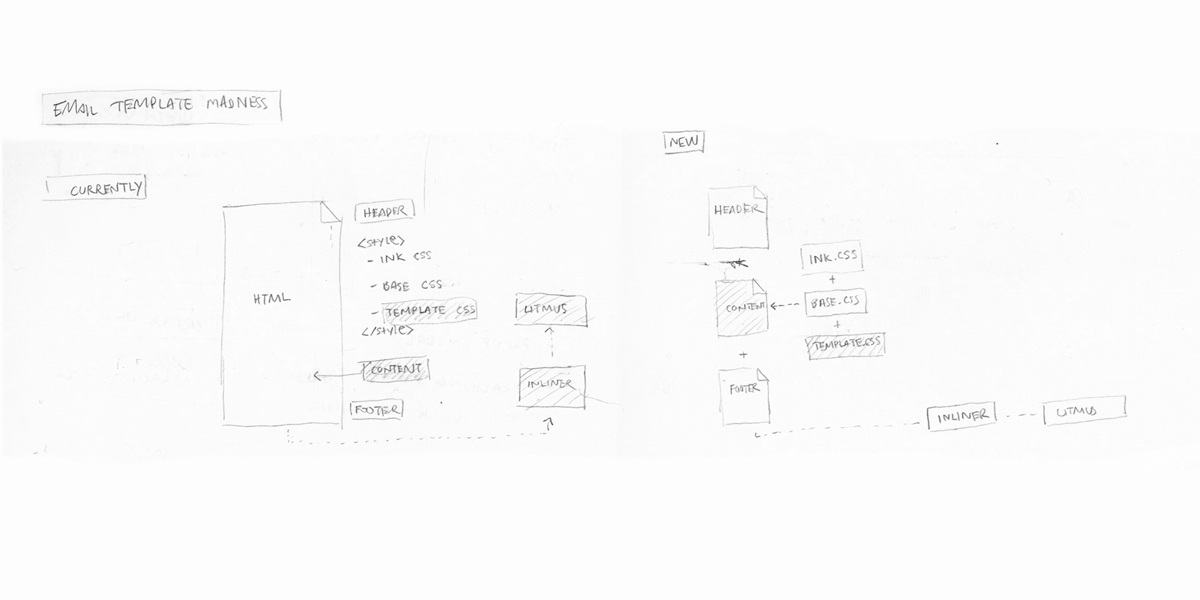 EMAIL TEMPLATE MADNESS
CURRENTLY
HTML
HEADER
<style>
- INK CSS
- BASE CSS
- TEMPLATE CSS
</style>
CONTENT
FOOTER
LITMUS
INLINER
NEW
HEADER
CONTENT
+
FOOTER
INK.CSS
+
BASE.CSS
+
TEMPLATE.CSS
INLINER
LITMUS